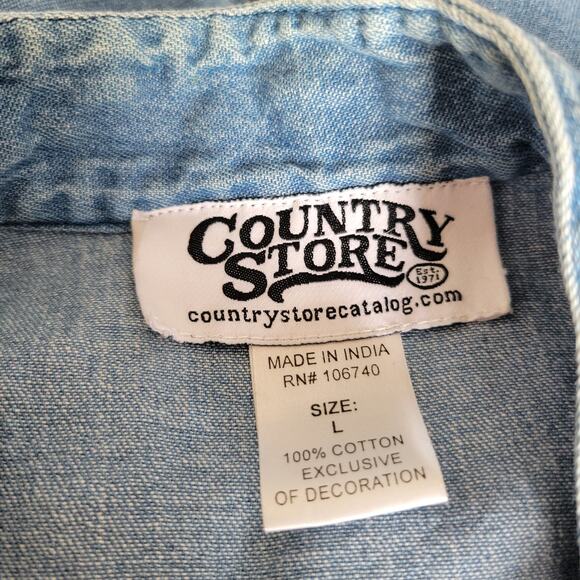 COUNTRY
STORE
Est.
1971
countrystorecatalog.com
MADE IN INDIA
RN# 106740
SIZE:
L
100% COTTON
EXCLUSIVE
OF DECORATION